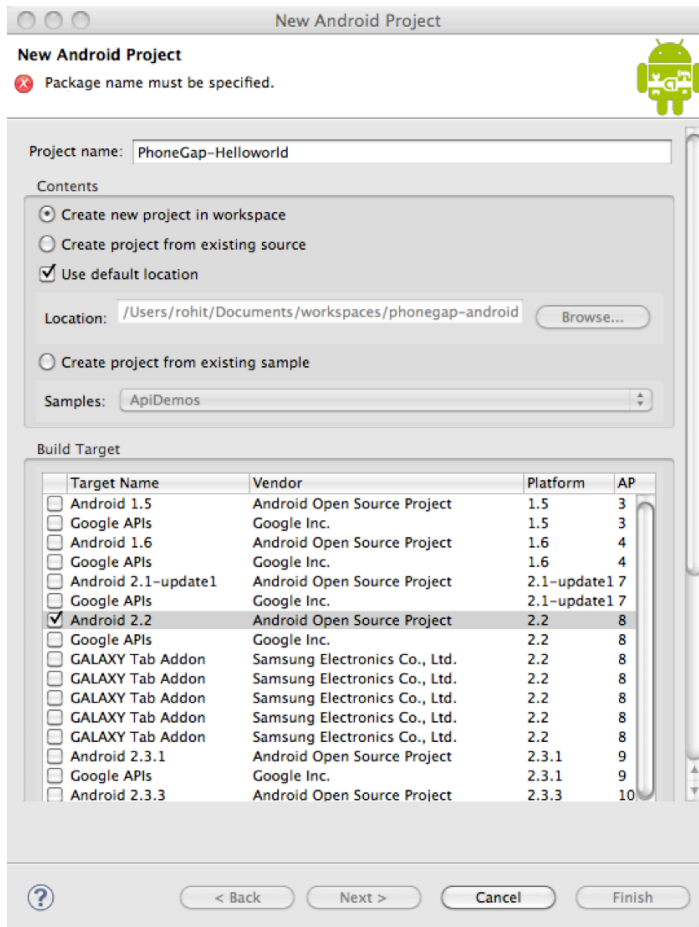 New Android Project
New Android Project
Package name must be specified.
Project name: PhoneGap-Helloworld
Contents
Create new project in workspace
Create project from existing source
Use default location
Location: /Users/rohit/Documents/workspaces/phonegap-android Browse...
Create project from existing sample
Samples: ApiDemos
Build Target
Target Name Vendor Platform AP
Android 1.5 Android Open Source Project 1.5 3
Google APIs Google Inc. 1.5 3
Android 1.6 Android Open Source Project 1.6 4
Google APIs Google Inc. 1.6 4
Android 2.1-update1 Android Open Source Project 2.1-update1 7
Google APIs Google Inc. 2.1-update1 7
Android 2.2 Android Open Source Project 2.2 8
Google APIs Google Inc. 2.2 8
GALAXY Tab Addon Samsung Electronics Co., Ltd. 2.2 8
GALAXY Tab Addon Samsung Electronics Co., Ltd. 2.2 8
GALAXY Tab Addon Samsung Electronics Co., Ltd. 2.2 8
GALAXY Tab Addon Samsung Electronics Co., Ltd. 2.2 8
GALAXY Tab Addon Samsung Electronics Co., Ltd. 2.2 8
Android 2.3.1 Android Open Source Project 2.3.1 9
Google APIs Google Inc. 2.3.1 9
Android 2.3.3 Android Open Source Project 2.3.3 10
? < Back Next > Cancel Finish